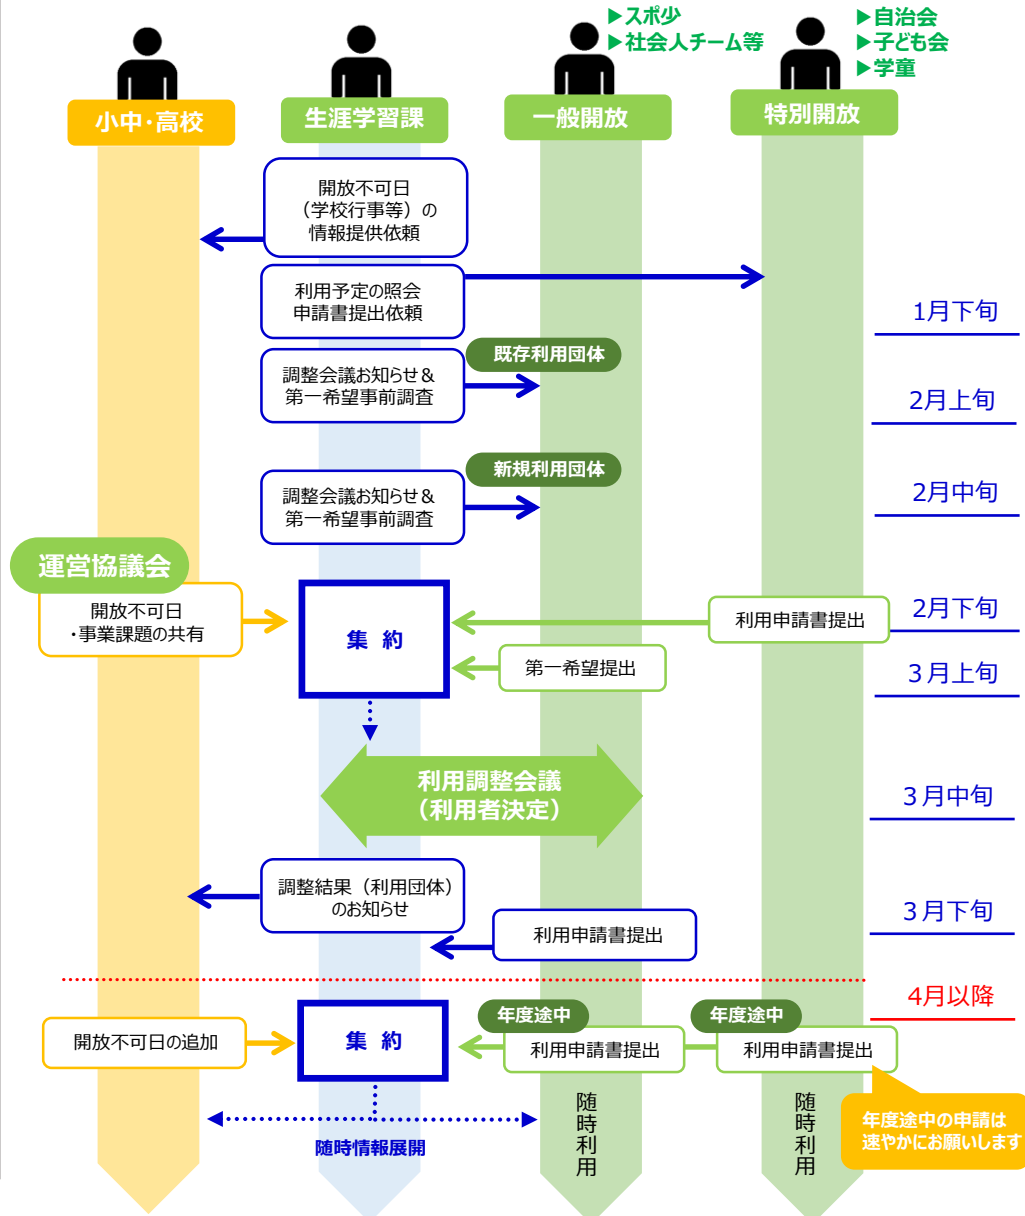 ▶スポ少
▶社会人チーム等
▶自治会
▶子ども会
▶学童
小中・高校
生涯学習課
一般開放
特別開放
開放不可日
（学校行事等）の
情報提供依頼
利用予定の照会
申請書提出依頼
1月下旬
既存利用団体
調整会議お知らせ＆
第一希望事前調査
2月上旬
新規利用団体
調整会議お知らせ＆
第一希望事前調査
2月中旬
運営協議会
開放不可日
・事業課題の共有
集 約
利用申請書提出
2月下旬
第一希望提出
３月上旬
利用調整会議
（利用者決定）
３月中旬
調整結果（利用団体）
のお知らせ
利用申請書提出
３月下旬
4月以降
開放不可日の追加
集 約
年度途中
利用申請書提出
年度途中
利用申請書提出
随時情報展開
随時利用
随時利用
年度途中の申請は
速やかにお願いします